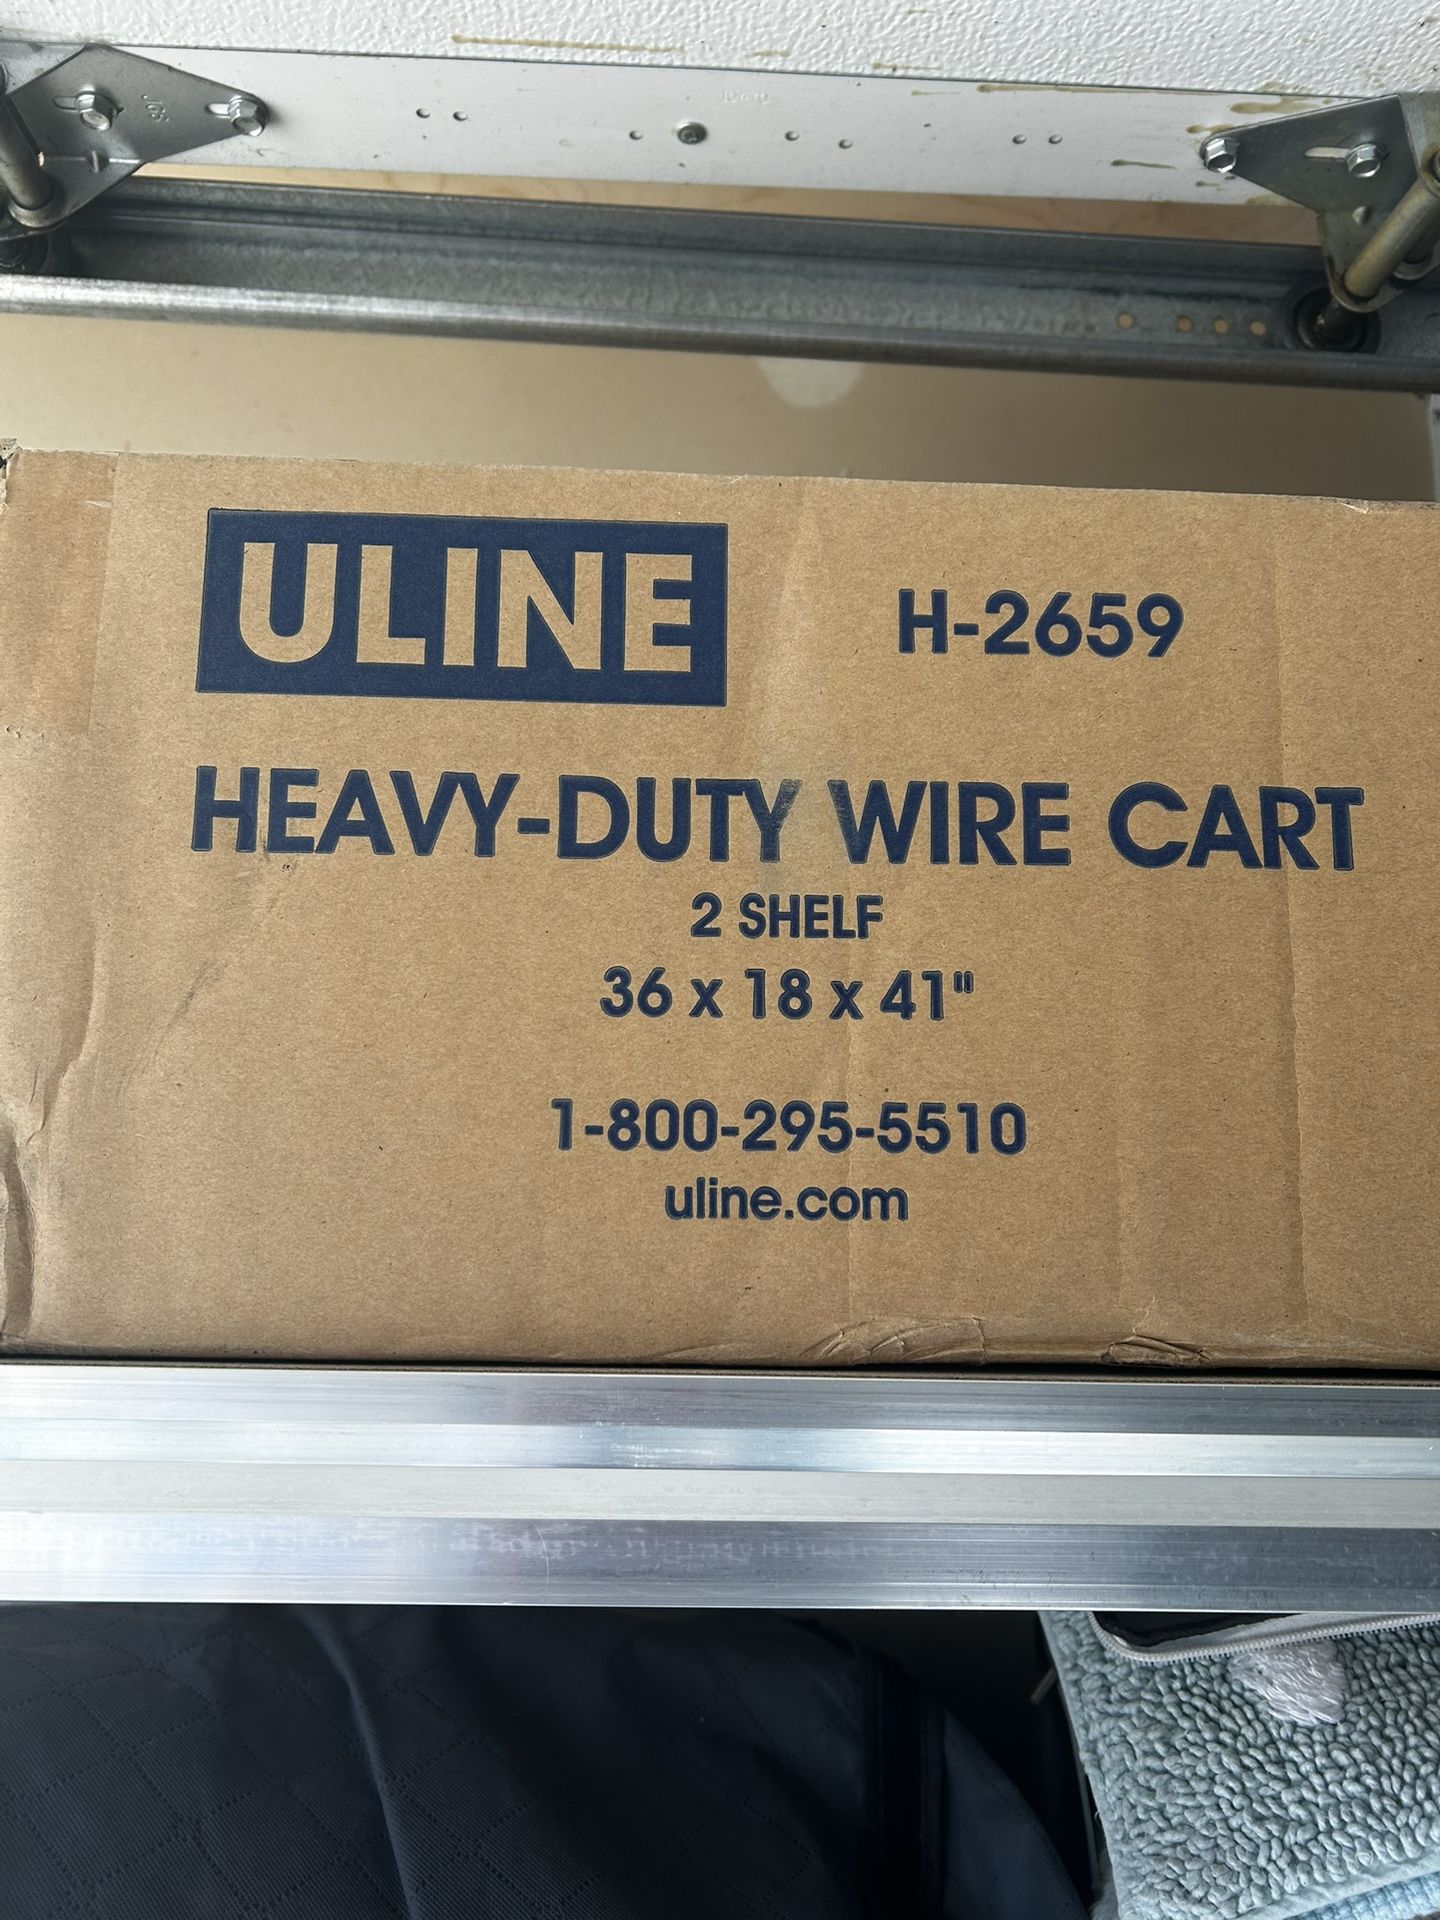 ULINE
H-2659
HEAVY-DUTY WIRE CART
2 SHELF
36 x 18 x 41"
1-800-295-5510
uline.com